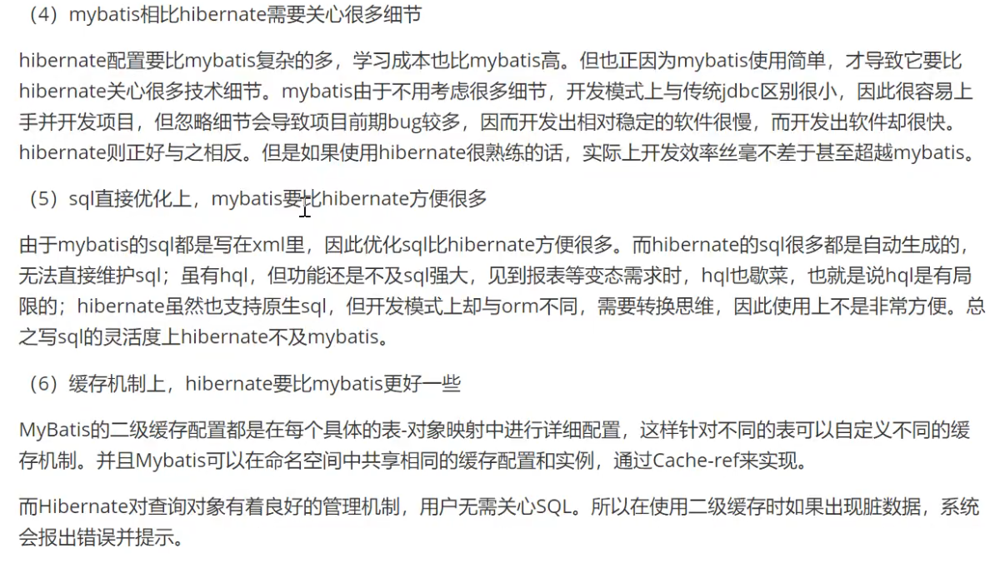 （4）mybatis相比hibernate需要关心很多细节
hibernate配置要比mybatis复杂的多，学习成本也比mybatis高。但也正因为mybatis使用简单，才导致它要比
hibernate关心很多技术细节。mybatis由于不用考虑很多细节，开发模式上与传统jdbc区别很小，因此很容易上
手并开发项目，但忽略细节会导致项目前期bug较多，因而开发出相对稳定的软件很慢，而开发出软件却很快。
hibernate则正好与之相反。但是如果使用hibernate很熟练的话，实际上开发效率丝毫不差于甚至超越mybatis。
（5）sql直接优化上，mybatis要比hibernate方便很多
由于mybatis的sql都是写在xml里，因此优化sql比hibernate方便很多。而hibernate的sql很多都是自动生成的，
无法直接维护sql；虽有hql，但功能还是不及sql强大，见到报表等变态需求时，hql也歇菜，也就是说hql是有局
限的；hibernate虽然也支持原生sql，但开发模式上却与orm不同，需要转换思维，因此使用上不是非常方便。总
之写sql的灵活度上hibernate不及mybatis。
（6）缓存机制上，hibernate要比mybatis更好一些
MyBatis的二级缓存配置都是在每个具体的表-对象映射中进行详细配置，这样针对不同的表可以自定义不同的缓
存机制。并且Mybatis可以在命名空间中共享相同的缓存配置和实例，通过Cache-ref来实现。
而Hibernate对查询对象有着良好的管理机制，用户无需关心SQL。所以在使用二级缓存时如果出现脏数据，系统
会报出错误并提示。